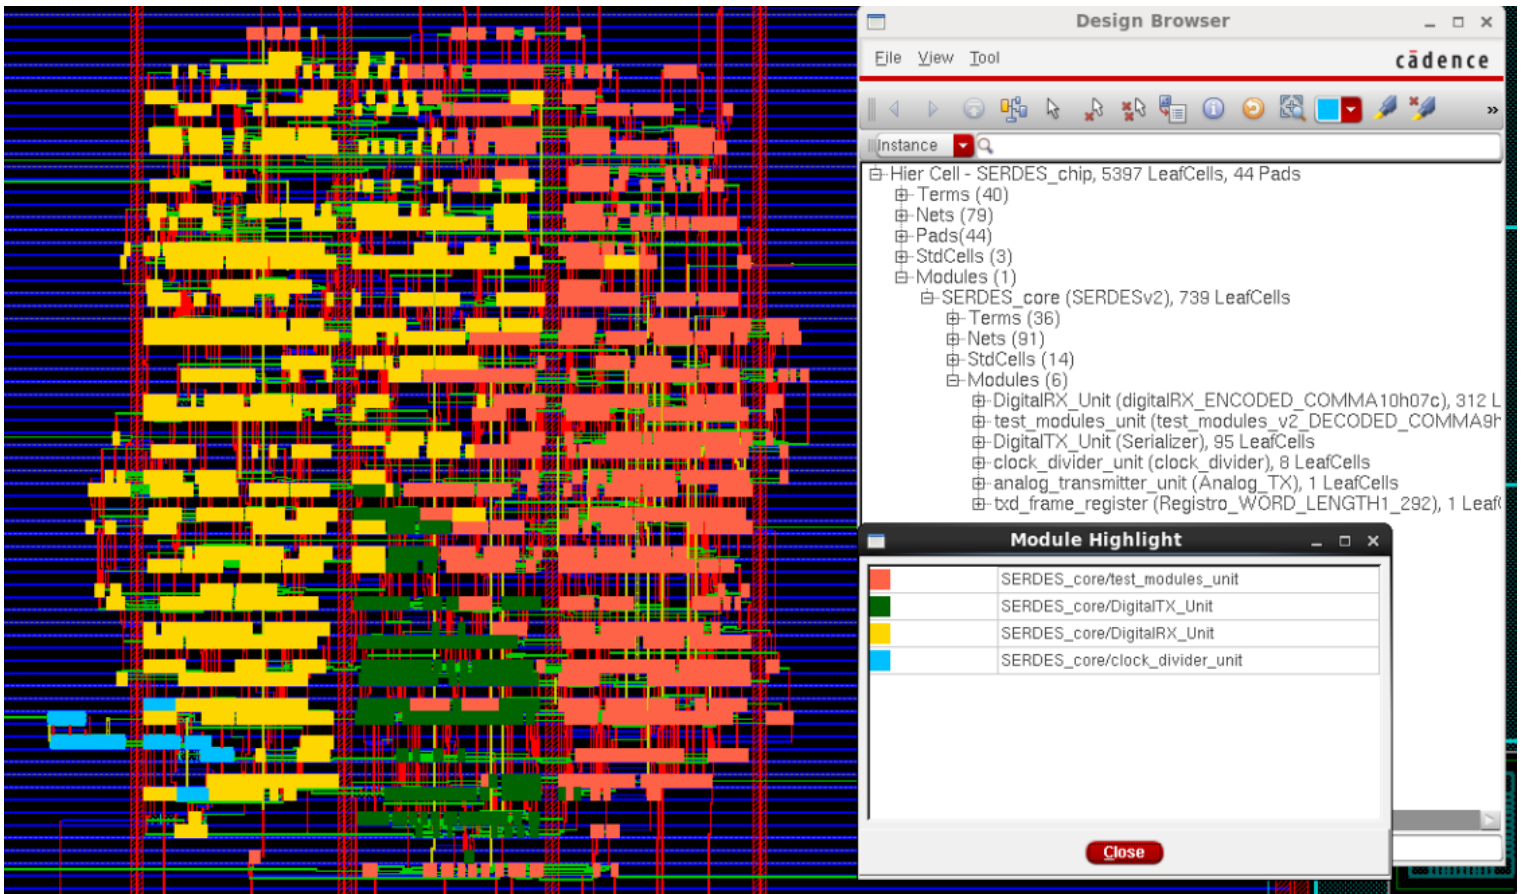 Design Browser
File View Tool
cādence
»
Instance
Hier Cell - SERDES_chip, 5397 LeafCells, 44 Pads
Terms (40)
Nets (79)
Pads(44)
StdCells (3)
Modules (1)
SERDES_core (SERDESv2), 739 LeafCells
Terms (36)
Nets (91)
StdCells (14)
Modules (6)
DigitalRX_Unit (digitalRX_ENCODED_COMMA10h07c), 312 L
test_modules_unit (test_modules_v2_DECODED_COMMA9h
DigitalTX_Unit (Serializer), 95 LeafCells
clock_divider_unit (clock_divider), 8 LeafCells
analog_transmitter_unit (Analog_TX), 1 LeafCells
txd_frame_register (Registro_WORD_LENGTH1_292), 1 Leaf
Module Highlight
SERDES_core/test_modules_unit
SERDES_core/DigitalTX_Unit
SERDES_core/DigitalRX_Unit
SERDES_core/clock_divider_unit
Close